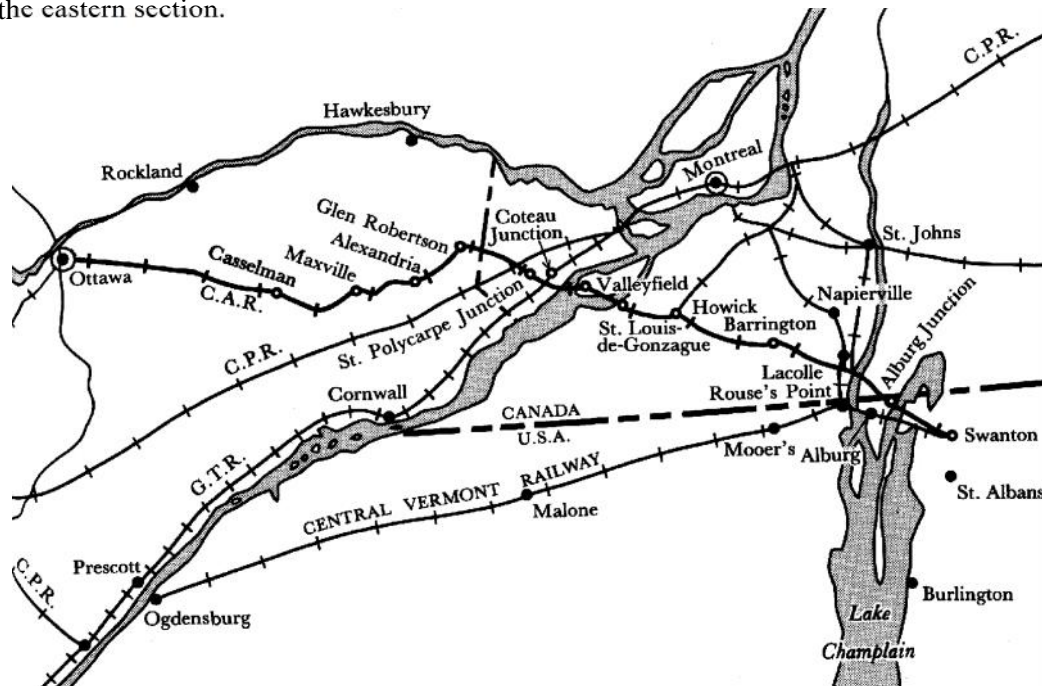 the eastern section.
C.P.R.
Hawkesbury
Rockland
Montreal
Glen Robertson
Coteau
Junction
Alexandria
St. Johns
Maxville
Casselman
Ottawa
C.A.R.
Valleyfield
Napierville
Howick
St. Polycarpe Junction
St. Louis-
de-Gonzague
Barrington
Alburg Junction
C.P.R.
Lacolle
Cornwall
Rouse's Point
CANADA
U.S.A.
Swanton
Mooer's
Alburg
G.T.R.
CENTRAL VERMONT RAILWAY
St. Albans
Malone
Prescott
C.P.R.
Ogdensburg
Burlington
Lake
Champlain